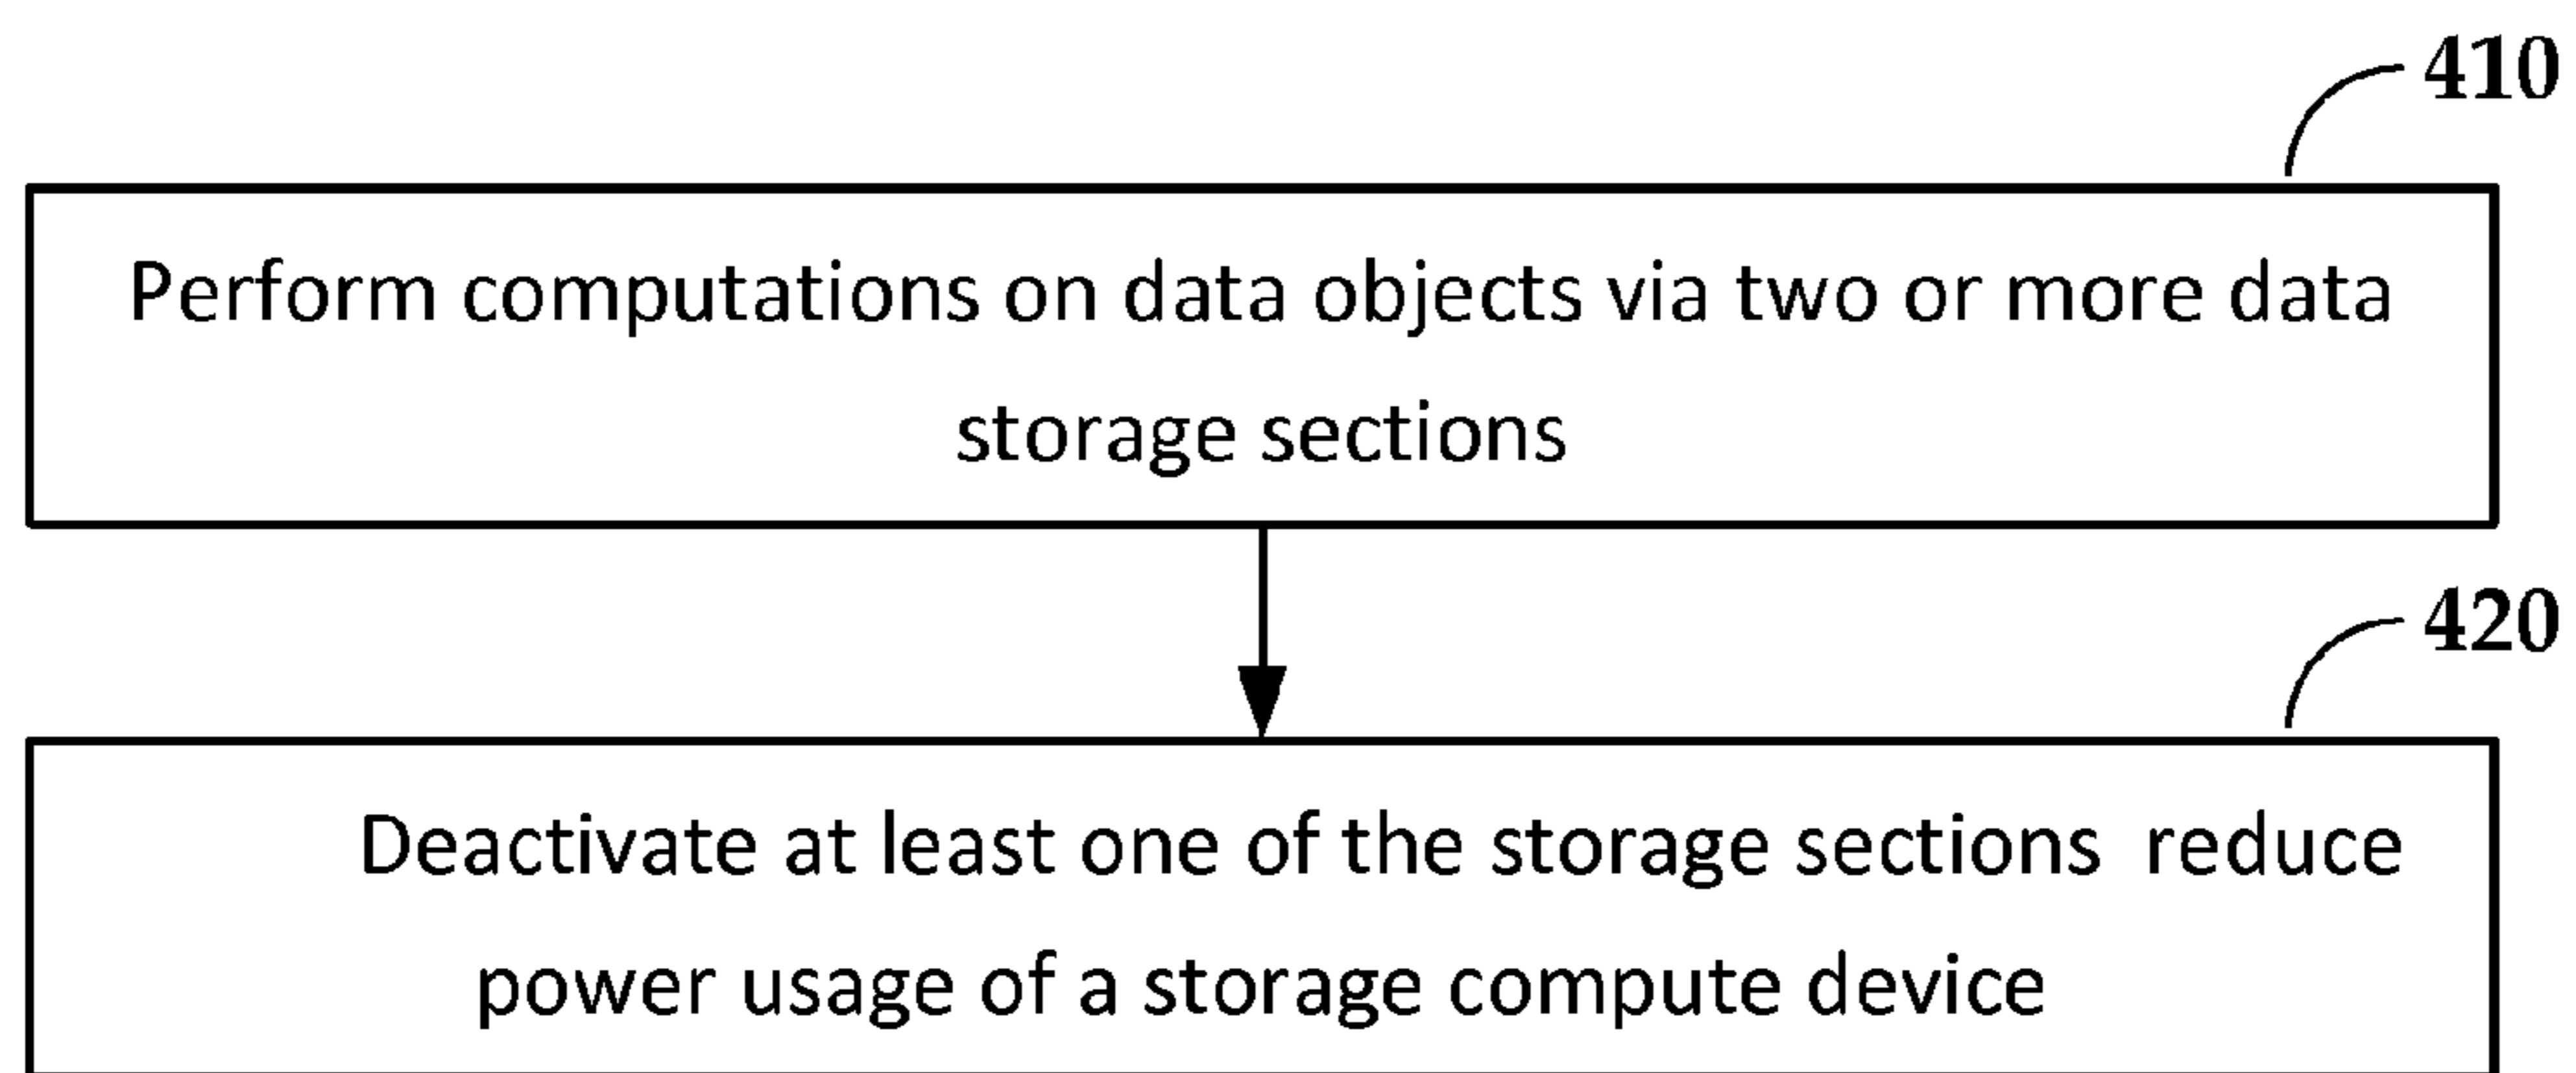 410
Perform computations on data objects via two or more data
storage sections
420
Deactivate at least one of the storage sections  reduce
power usage of a storage compute device